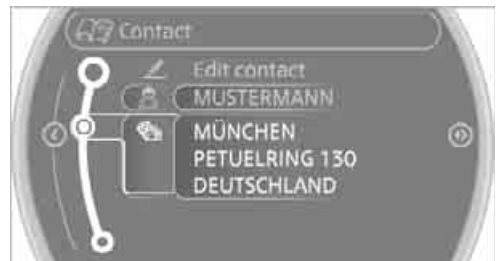 Contact
Edit contact
MUSTERMANN
MÜNCHEN
PETUELRING 130
DEUTSCHLAND